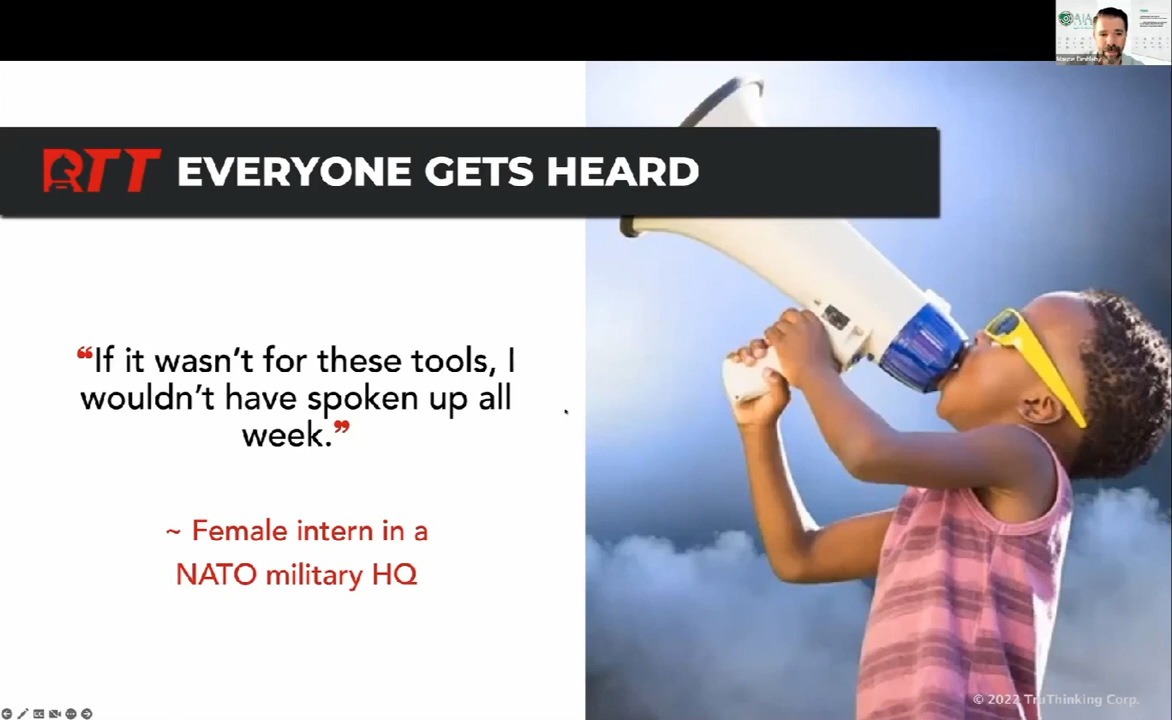 RTT EVERYONE GETS HEARD
“If it wasn’t for these tools, I
wouldn’t have spoken up all
week.”
~ Female intern in a
NATO military HQ
© 2022 TruThinking Corp.